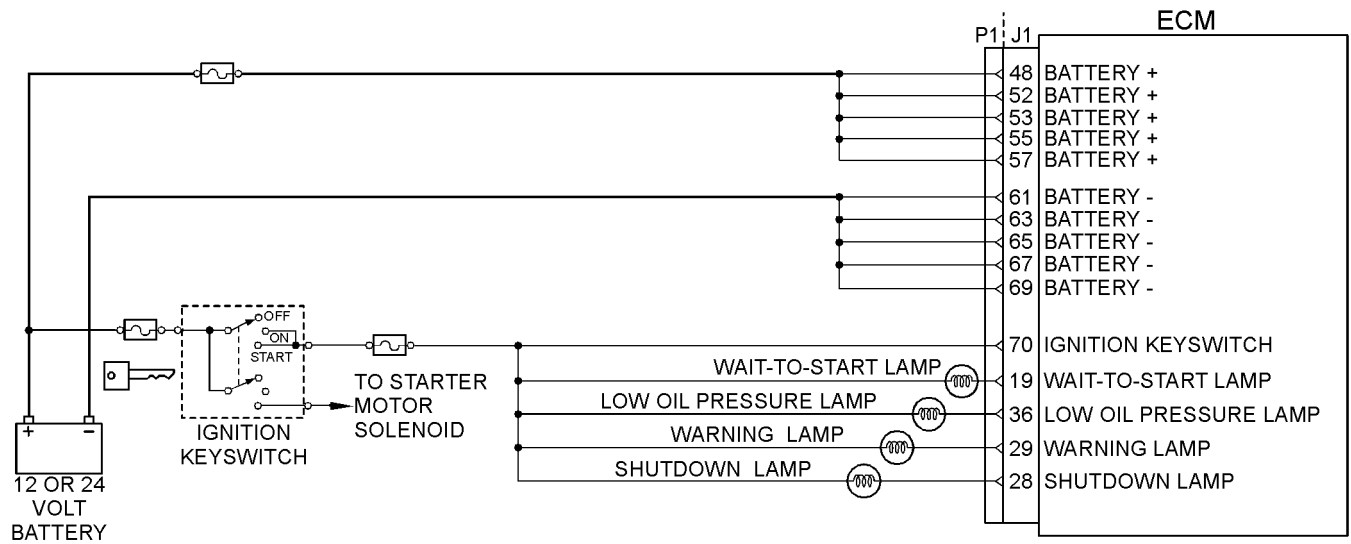 ECM
P1 J1
48 BATTERY +
52 BATTERY +
53 BATTERY +
55 BATTERY +
57 BATTERY +
61 BATTERY -
63 BATTERY -
65 BATTERY -
67 BATTERY -
69 BATTERY -
OFF
ON
START
70 IGNITION KEYSWITCH
WAIT-TO-START LAMP
19 WAIT-TO-START LAMP
LOW OIL PRESSURE LAMP
36 LOW OIL PRESSURE LAMP
WARNING LAMP
29 WARNING LAMP
SHUTDOWN LAMP
28 SHUTDOWN LAMP
TO STARTER
MOTOR
SOLENOID
IGNITION
KEYSWITCH
+ -
12 OR 24
VOLT
BATTERY